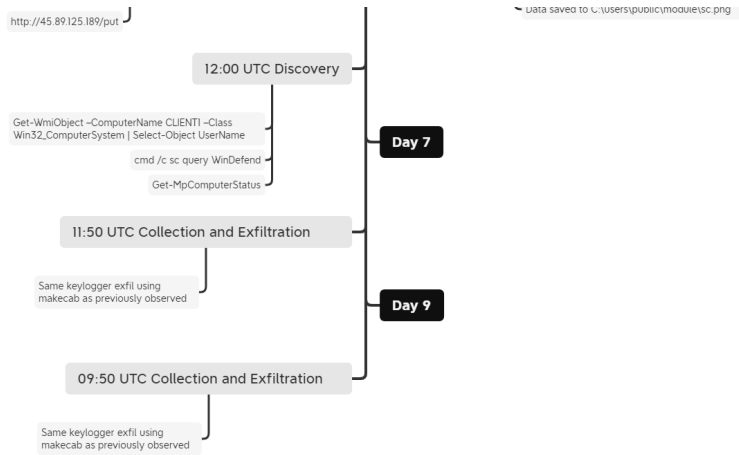 http://45.89.125.189/put
Data saved to C:\users\public\module\sc.png
12:00 UTC Discovery
Get-WmiObject –ComputerName CLIENT1 –Class
Win32_ComputerSystem | Select-Object UserName
cmd /c sc query WinDefend
Get-MpComputerStatus
Day 7
11:50 UTC Collection and Exfiltration
Same keylogger exfil using
makecab as previously observed
Day 9
09:50 UTC Collection and Exfiltration
Same keylogger exfil using
makecab as previously observed